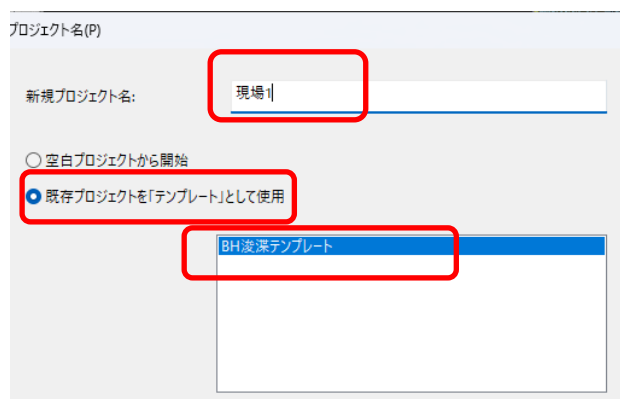 プロジェクト名(P)
新規プロジェクト名:
現場1
空白プロジェクトから開始
既存プロジェクトを「テンプレート」として使用
BH浚渫テンプレート